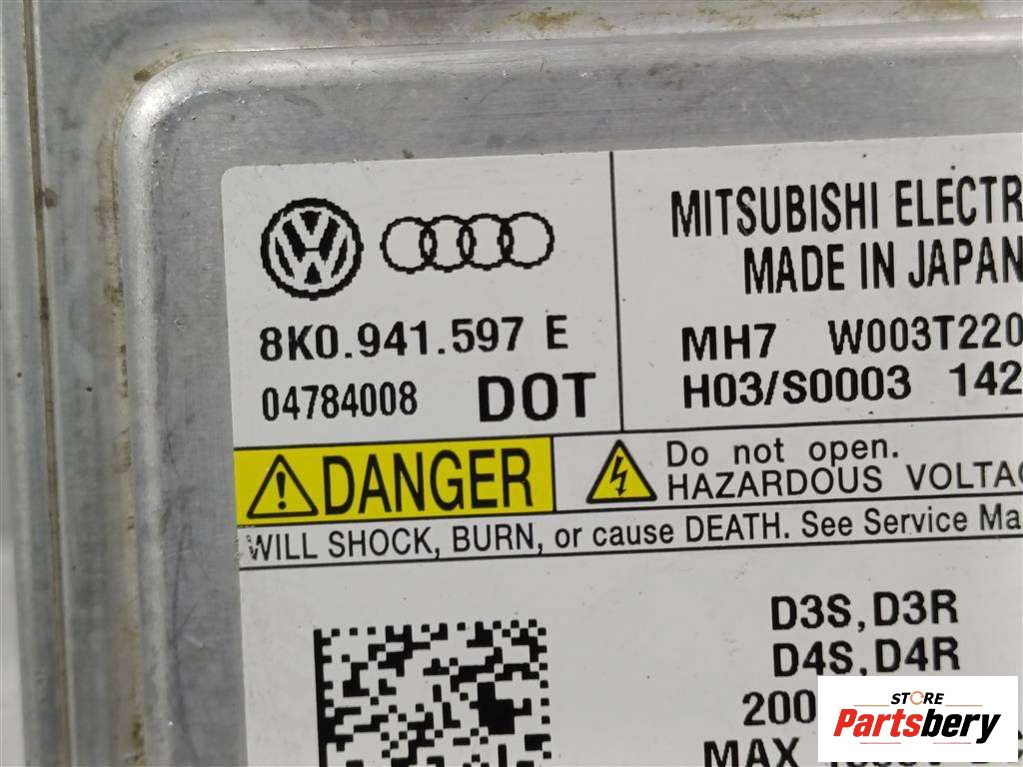 8K0.941.597 E
04784008 DOT
MITSUBISHI ELECTR
MADE IN JAPAN
MH7 W003T220
H03/S0003 142
DANGER
Do not open.
HAZARDOUS VOLTAG
WILL SHOCK, BURN, or cause DEATH. See Service Ma
D3S, D3R
D4S, D4R
200
MAX
STORE
Partsbery